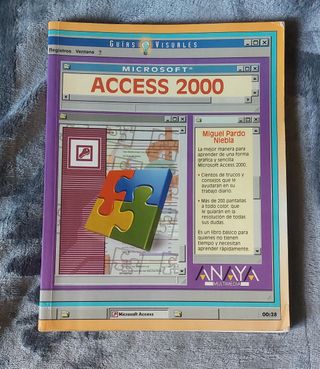 GUÍAS VISUALES
Registros Ventana ?
MICROSOFT®
ACCESS 2000
Miguel Pardo
Niebla
La mejor manera para
aprender de una forma
gráfica y sencilla
Microsoft Access 2000.
• Cientos de trucos y
consejos que le
ayudarán en su
trabajo diario.
• Más de 200 pantallas
a todo color, que
le guiarán en la
resolución de todas
sus dudas.
Es un libro básico para
quienes no tienen
tiempo y necesitan
aprender rápidamente.
ANAYA
MULTIMEDIA
Microsoft Access
00:28